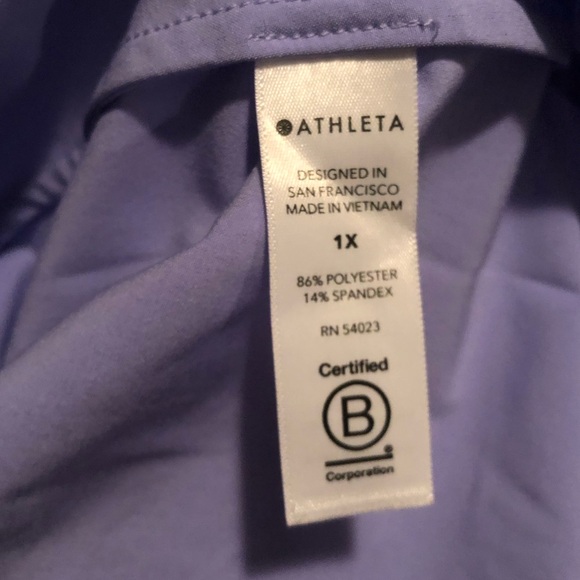 ATHLETA
DESIGNED IN
SAN FRANCISCO
MADE IN VIETNAM
1X
86% POLYESTER
14% SPANDEX
RN 54023
Certified
B
Corporation